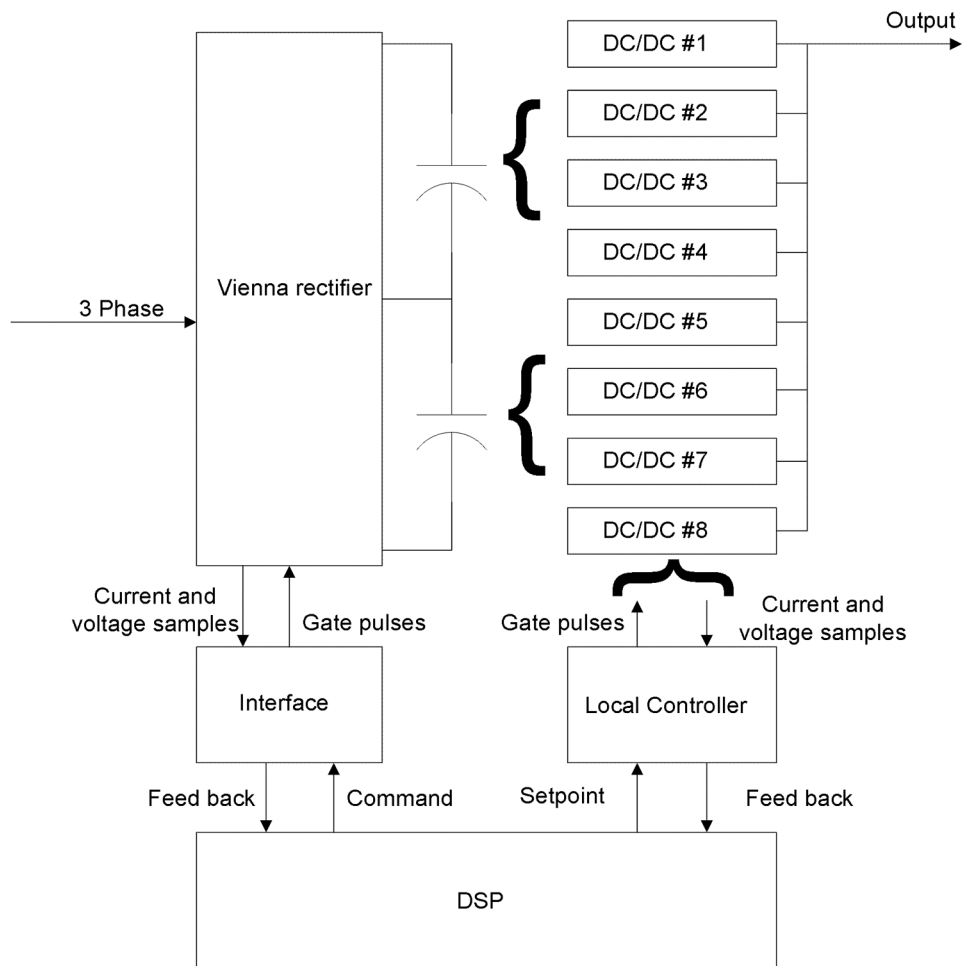 Output
DC/DC #1
DC/DC #2
DC/DC #3
DC/DC #4
DC/DC #5
DC/DC #6
DC/DC #7
DC/DC #8
Vienna rectifier
3 Phase
Current and
voltage samples
Gate pulses
Gate pulses
Current and
voltage samples
Interface
Local Controller
Feed back
Command
Setpoint
Feed back
DSP